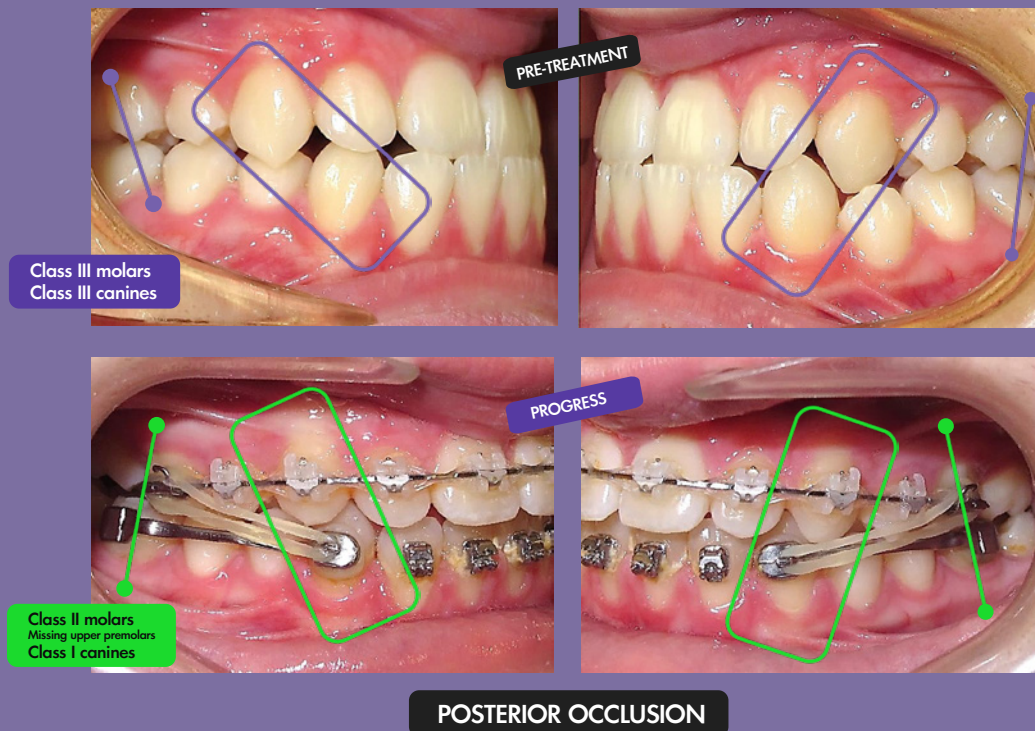 PRE-TREATMENT
Class III molars
Class III canines
PROGRESS
Class II molars
Missing upper premolars
Class I canines
POSTERIOR OCCLUSION